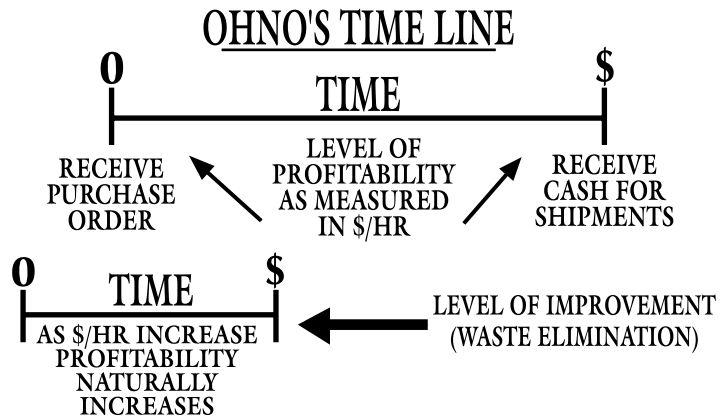 OHNO'S TIME LINE
0
$
TIME
RECEIVE
PURCHASE
ORDER
LEVEL OF
PROFITABILITY
AS MEASURED
IN $/HR
RECEIVE
CASH FOR
SHIPMENTS
0
$
TIME
AS $/HR INCREASE
PROFITABILITY
NATURALLY
INCREASES
LEVEL OF IMPROVEMENT
(WASTE ELIMINATION)